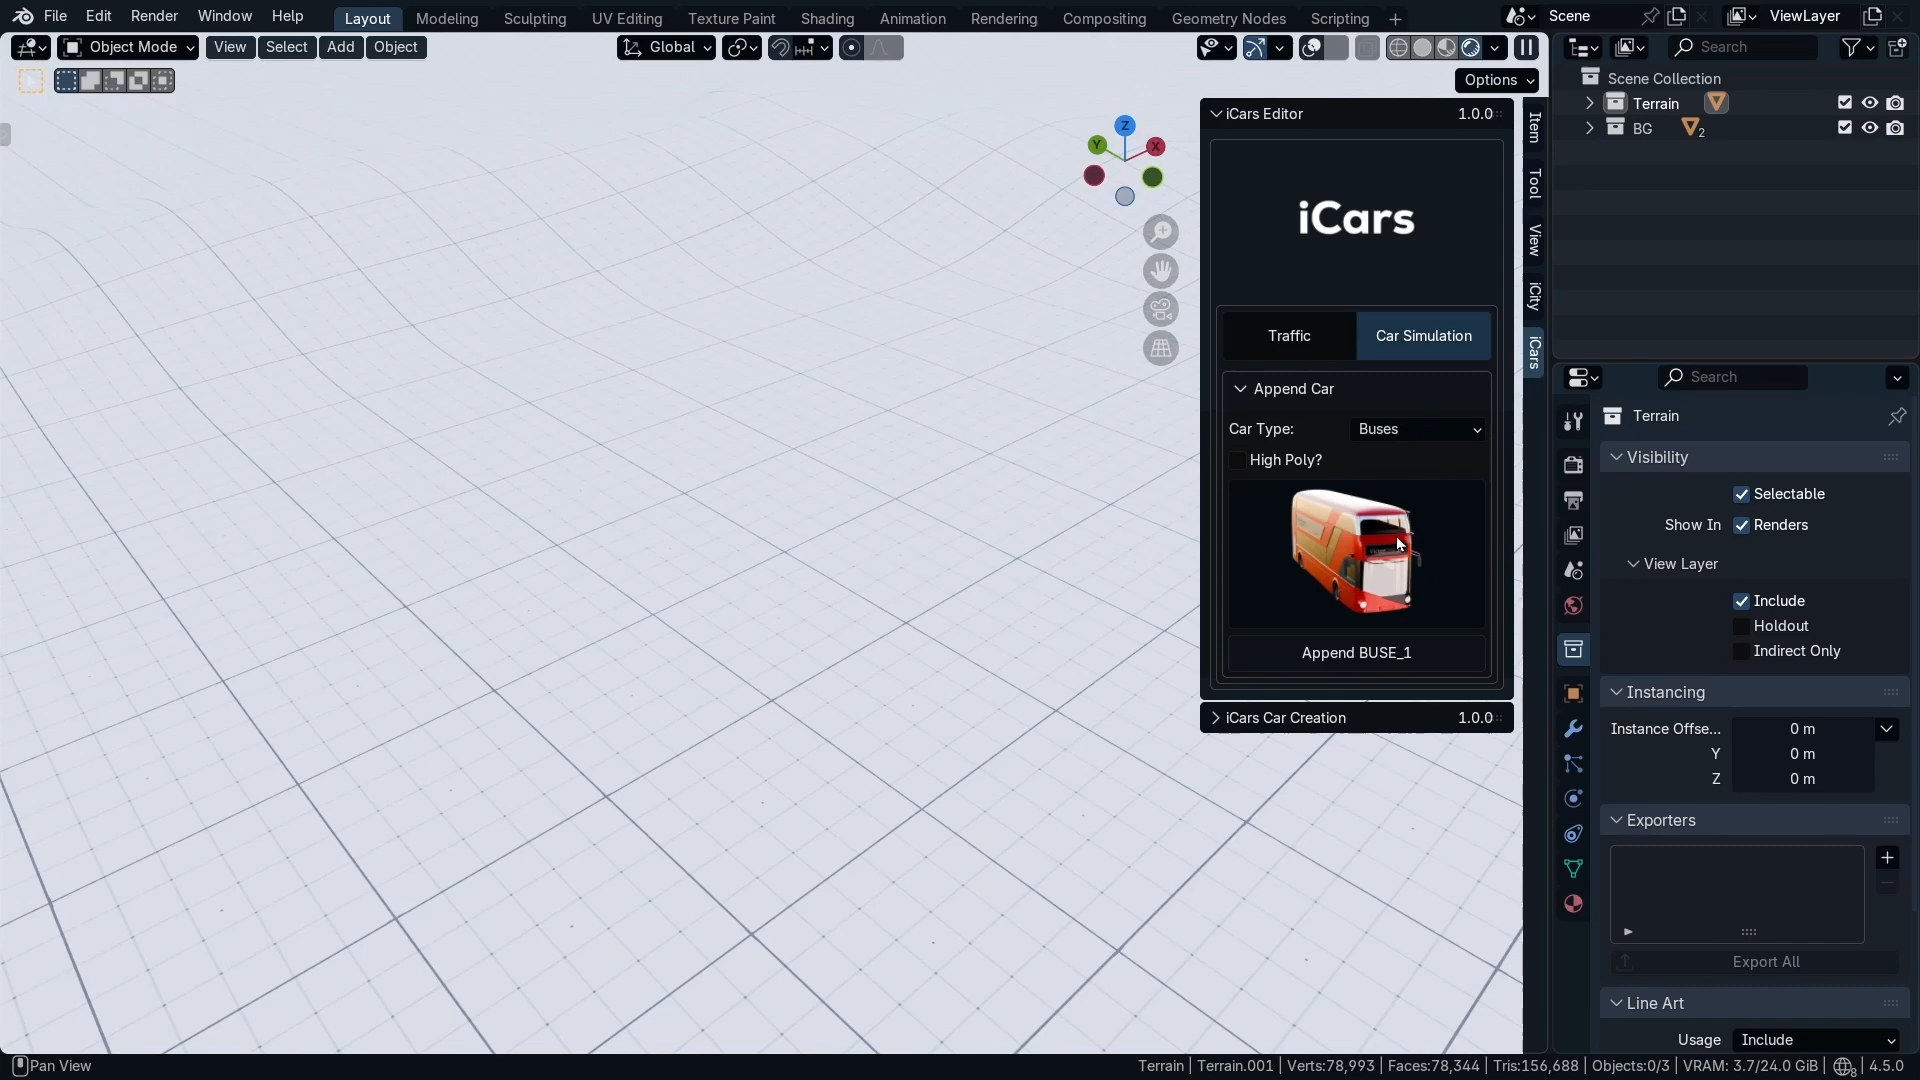 File Edit Render Window Help Layout Modeling Sculpting UV Editing Texture Paint Shading Animation Rendering Compositing Geometry Nodes Scripting + Scene ViewLayer
Object Mode View Select Add Object Global Search
Options
Scene Collection
Terrain
BG 2
Z
Y X
iCars Editor 1.0.0
iCars
Traffic Car Simulation
Append Car
Car Type: Buses
High Poly?
Append BUSE_1
iCars Car Creation 1.0.0
Item
Tool
View
iCity
iCars
Search
Terrain
Visibility
Selectable
Show In Renders
View Layer
Include
Holdout
Indirect Only
Instancing
Instance Offse... 0 m
Y 0 m
Z 0 m
Exporters
Export All
Line Art
Usage Include
Pan View Terrain | Terrain.001 | Verts:78,993 | Faces:78,344 | Tris:156,688 | Objects:0/3 | VRAM: 3.7/24.0 GiB | 8 | 4.5.0